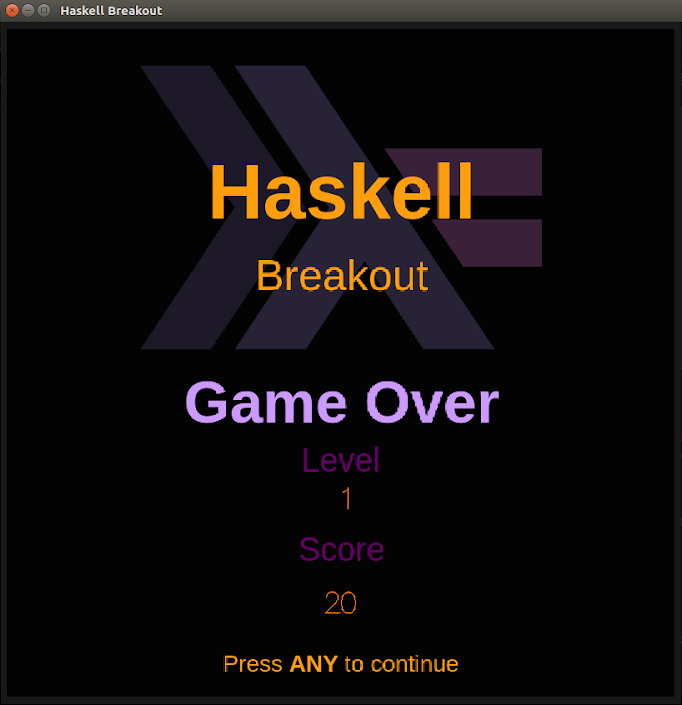 Haskell Breakout
Haskell
Breakout
Game Over
Level
1
Score
20
Press ANY to continue